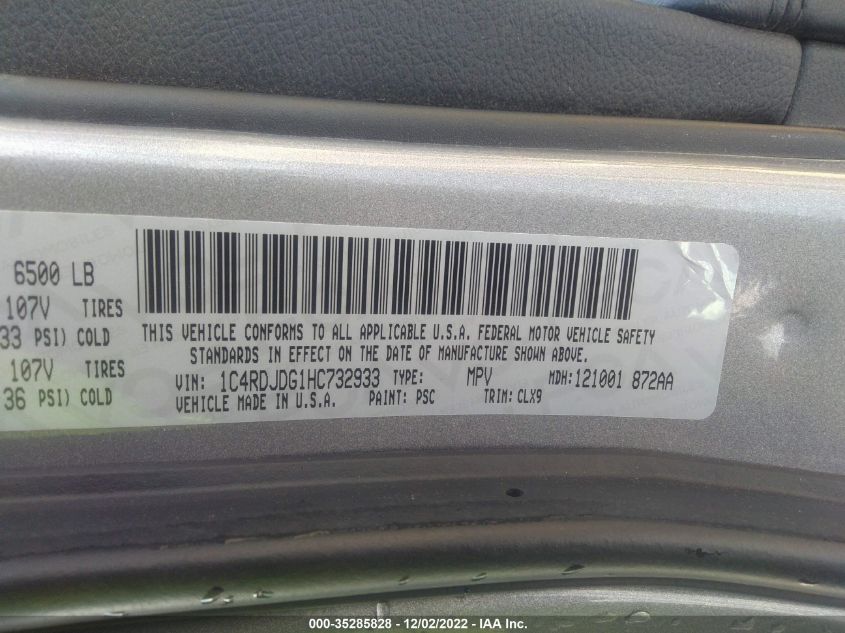 6500 LB
107V TIRES
33 PSI) COLD
107V TIRES
36 PSI) COLD
THIS VEHICLE CONFORMS TO ALL APPLICABLE U.S.A. FEDERAL MOTOR VEHICLE SAFETY
STANDARDS IN EFFECT ON THE DATE OF MANUFACTURE SHOWN ABOVE.
VIN: 1C4RDJDG1HC732933 TYPE: MPV MDH:121001 872AA
VEHICLE MADE IN U.S.A. PAINT: PSC TRIM: CLX9
000-35285828 - 12/02/2022 - IAA Inc.